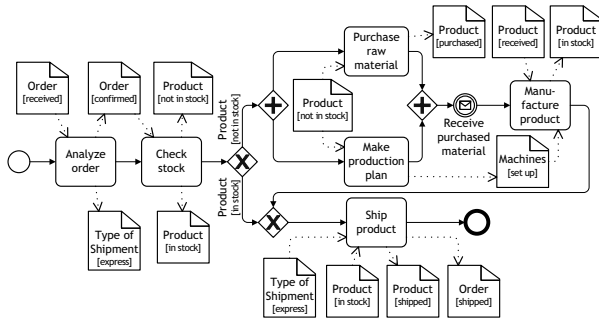 Purchase raw
material
Product
[purchased]
Product
[received]
Product
[in stock]
Order
[received]
Order
[confirmed]
Product
[not in stock]
Product
[not in stock]
Product
[not in stock]
Manu-
facture
product
Receive
purchased
material
Analyze
order
Check
stock
Make
production
plan
Machines
[set up]
Product
[in stock]
Type of
Shipment
[express]
Product
[in stock]
Ship
product
Type of
Shipment
[express]
Product
[in stock]
Product
[shipped]
Order
[shipped]